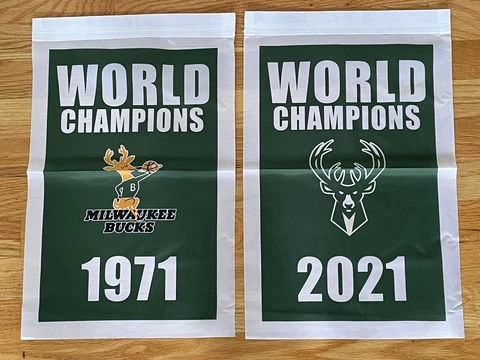 WORLD
CHAMPIONS
B
MILWAUKEE
BUCKS
1971
WORLD
CHAMPIONS
2021